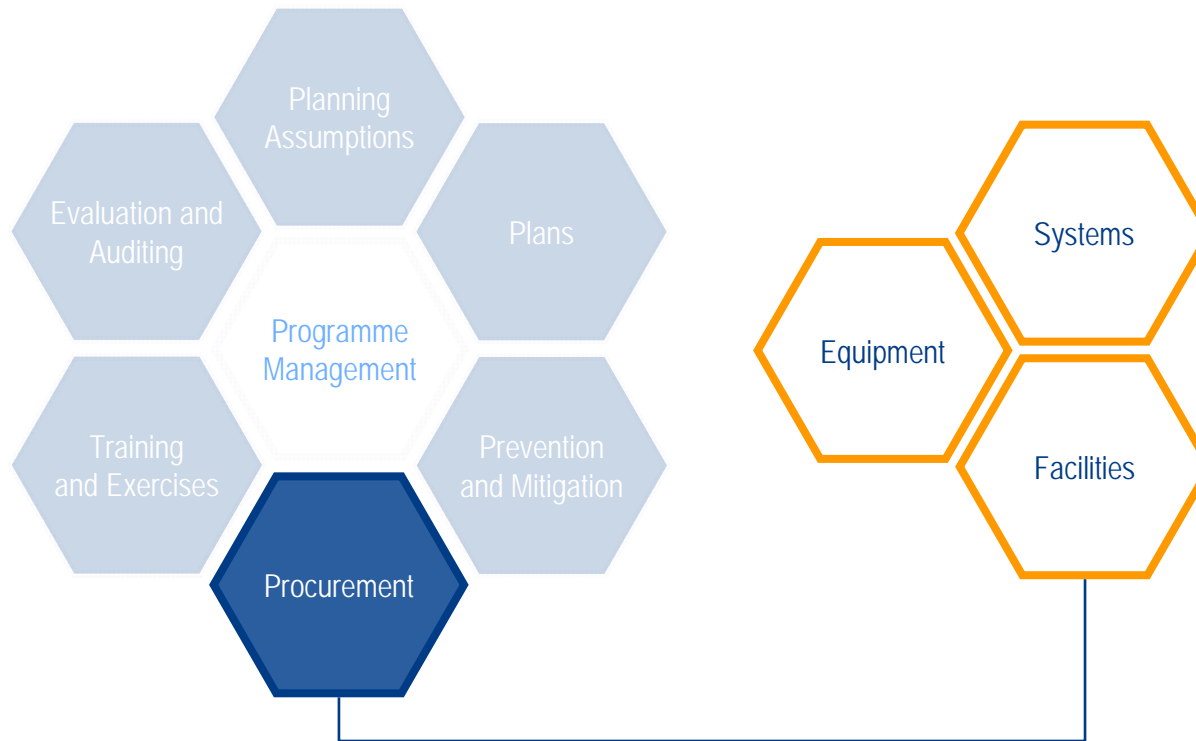 Planning
Assumptions
Evaluation and
Auditing
Plans
Programme
Management
Training
and Exercises
Prevention
and Mitigation
Procurement
Systems
Equipment
Facilities